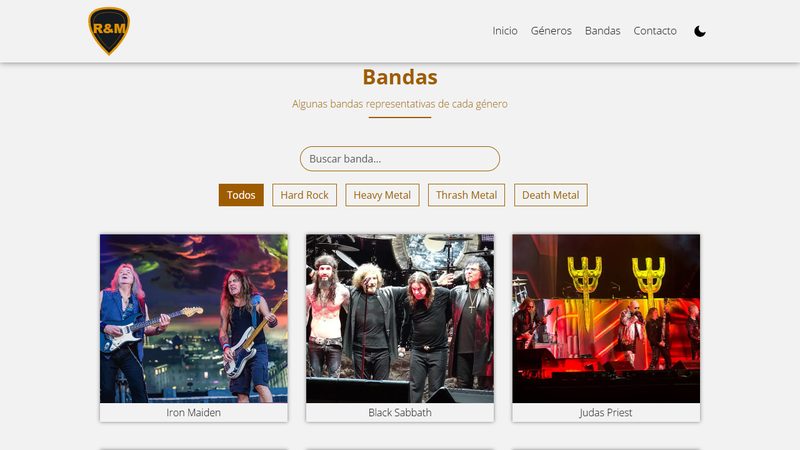 R&M
Inicio Géneros Bandas Contacto
Bandas
Algunas bandas representativas de cada género
Buscar banda...
Todos Hard Rock Heavy Metal Thrash Metal Death Metal
Iron Maiden Black Sabbath Judas Priest